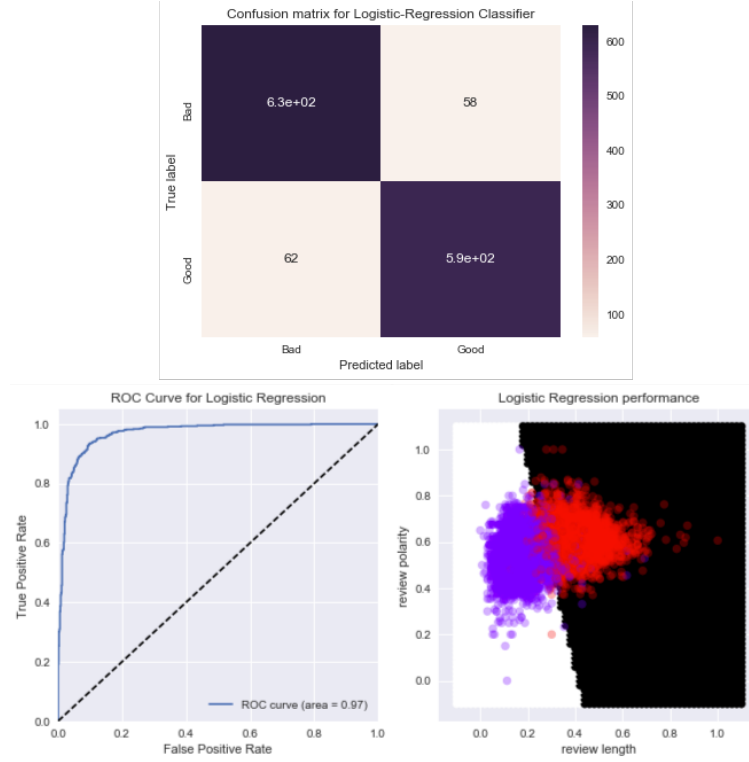 Confusion matrix for Logistic-Regression Classifier
600
Bad
6.3e+02
58
500
400
True label
300
200
Good
62
5.9e+02
100
Bad
Good
Predicted label
ROC Curve for Logistic Regression
1.0
0.8
0.6
True Positive Rate
0.4
0.2
ROC curve (area = 0.97)
0.0
0.0
0.2
0.4
0.6
0.8
1.0
False Positive Rate
Logistic Regression performance
1.0
0.8
0.6
review polarity
0.4
0.2
0.0
0.0
0.2
0.4
0.6
0.8
1.0
review length